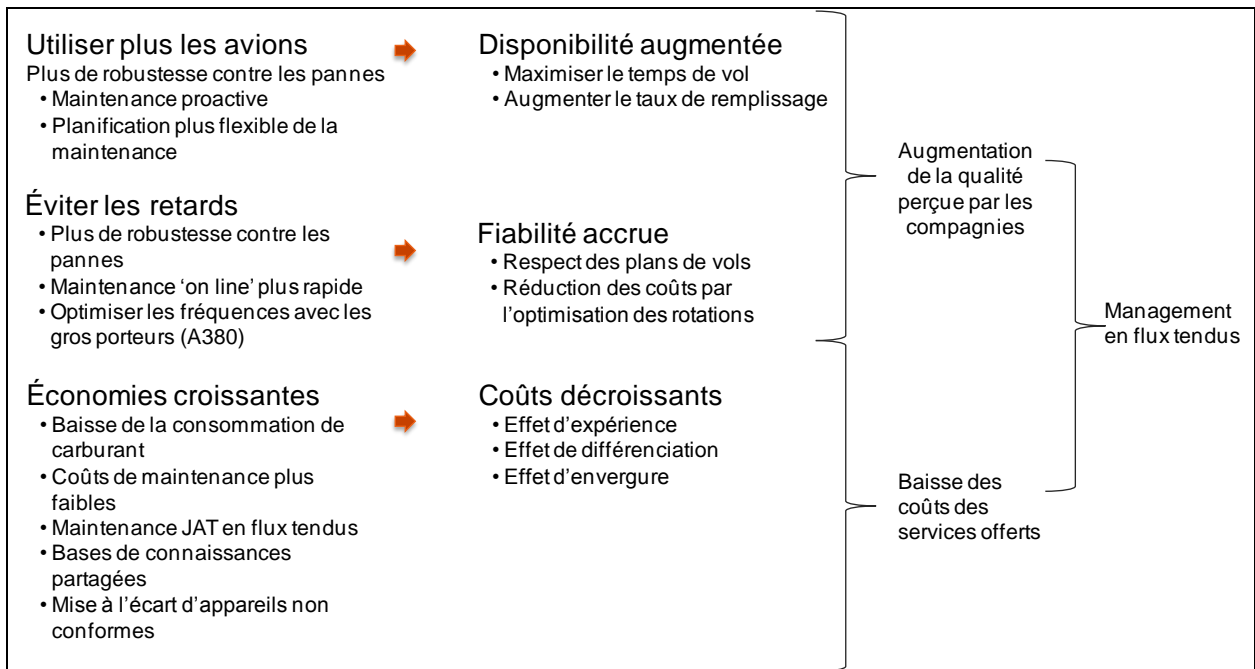 Utiliser plus les avions
Plus de robustesse contre les pannes
• Maintenance proactive
• Planification plus flexible de la
maintenance
Disponibilité augmentée
• Maximiser le temps de vol
• Augmenter le taux de remplissage
Éviter les retards
• Plus de robustesse contre les
pannes
• Maintenance ‘on line’ plus rapide
• Optimiser les fréquences avec les
gros porteurs (A380)
Fiabilité accrue
• Respect des plans de vols
• Réduction des coûts par
l’optimisation des rotations
Économies croissantes
• Baisse de la consommation de
carburant
• Coûts de maintenance plus
faibles
• Maintenance JAT en flux tendus
• Bases de connaissances
partagées
• Mise à l’écart d’appareils non
conformes
Coûts décroissants
• Effet d’expérience
• Effet de différenciation
• Effet d’envergure
Augmentation
de la qualité
perçue par les
compagnies
Baisse des
coûts des
services offerts
Management
en flux tendus